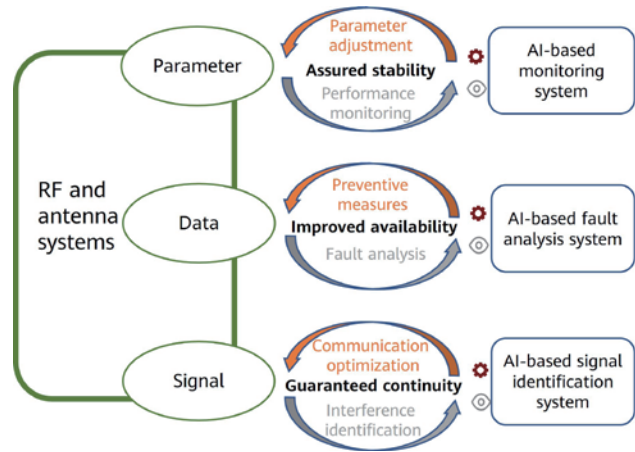 Parameter
adjustment
Assured stability
Performance
monitoring
Parameter
AI-based
monitoring
system
RF and
antenna
systems
Data
Preventive
measures
Improved availability
Fault analysis
AI-based fault
analysis system
Signal
Communication
optimization
Guaranteed continuity
Interference
identification
AI-based signal
identification
system